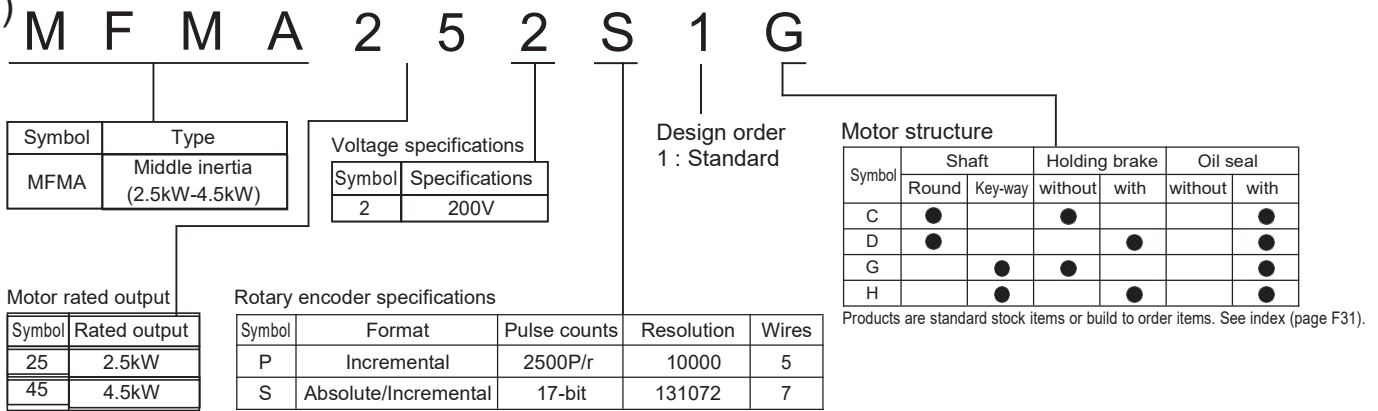 )
M F M A 2 5 2 S 1 G
Symbol Type
MFMA Middle inertia
(2.5kW-4.5kW)
Voltage specifications
Symbol Specifications
2 200V
Design order
1 : Standard
Motor structure
Symbol Shaft Holding brake Oil seal
Round Key-way without with without with
C ● ● ●
D ● ● ●
G ● ● ●
H ● ● ●
Products are standard stock items or build to order items. See index (page F31).
Motor rated output
Symbol Rated output
25 2.5kW
45 4.5kW
Rotary encoder specifications
Symbol Format Pulse counts Resolution Wires
P Incremental 2500P/r 10000 5
S Absolute/Incremental 17-bit 131072 7